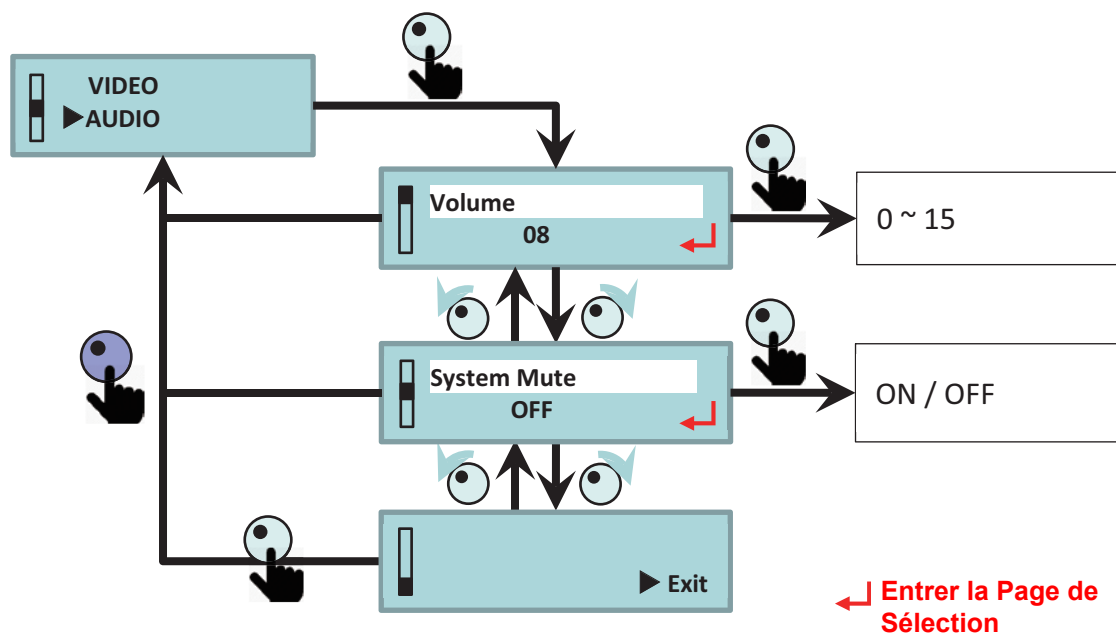 VIDEO
▶AUDIO
Volume
08
0 ~ 15
System Mute
OFF
ON / OFF
▶ Exit
Entrer la Page de
Sélection